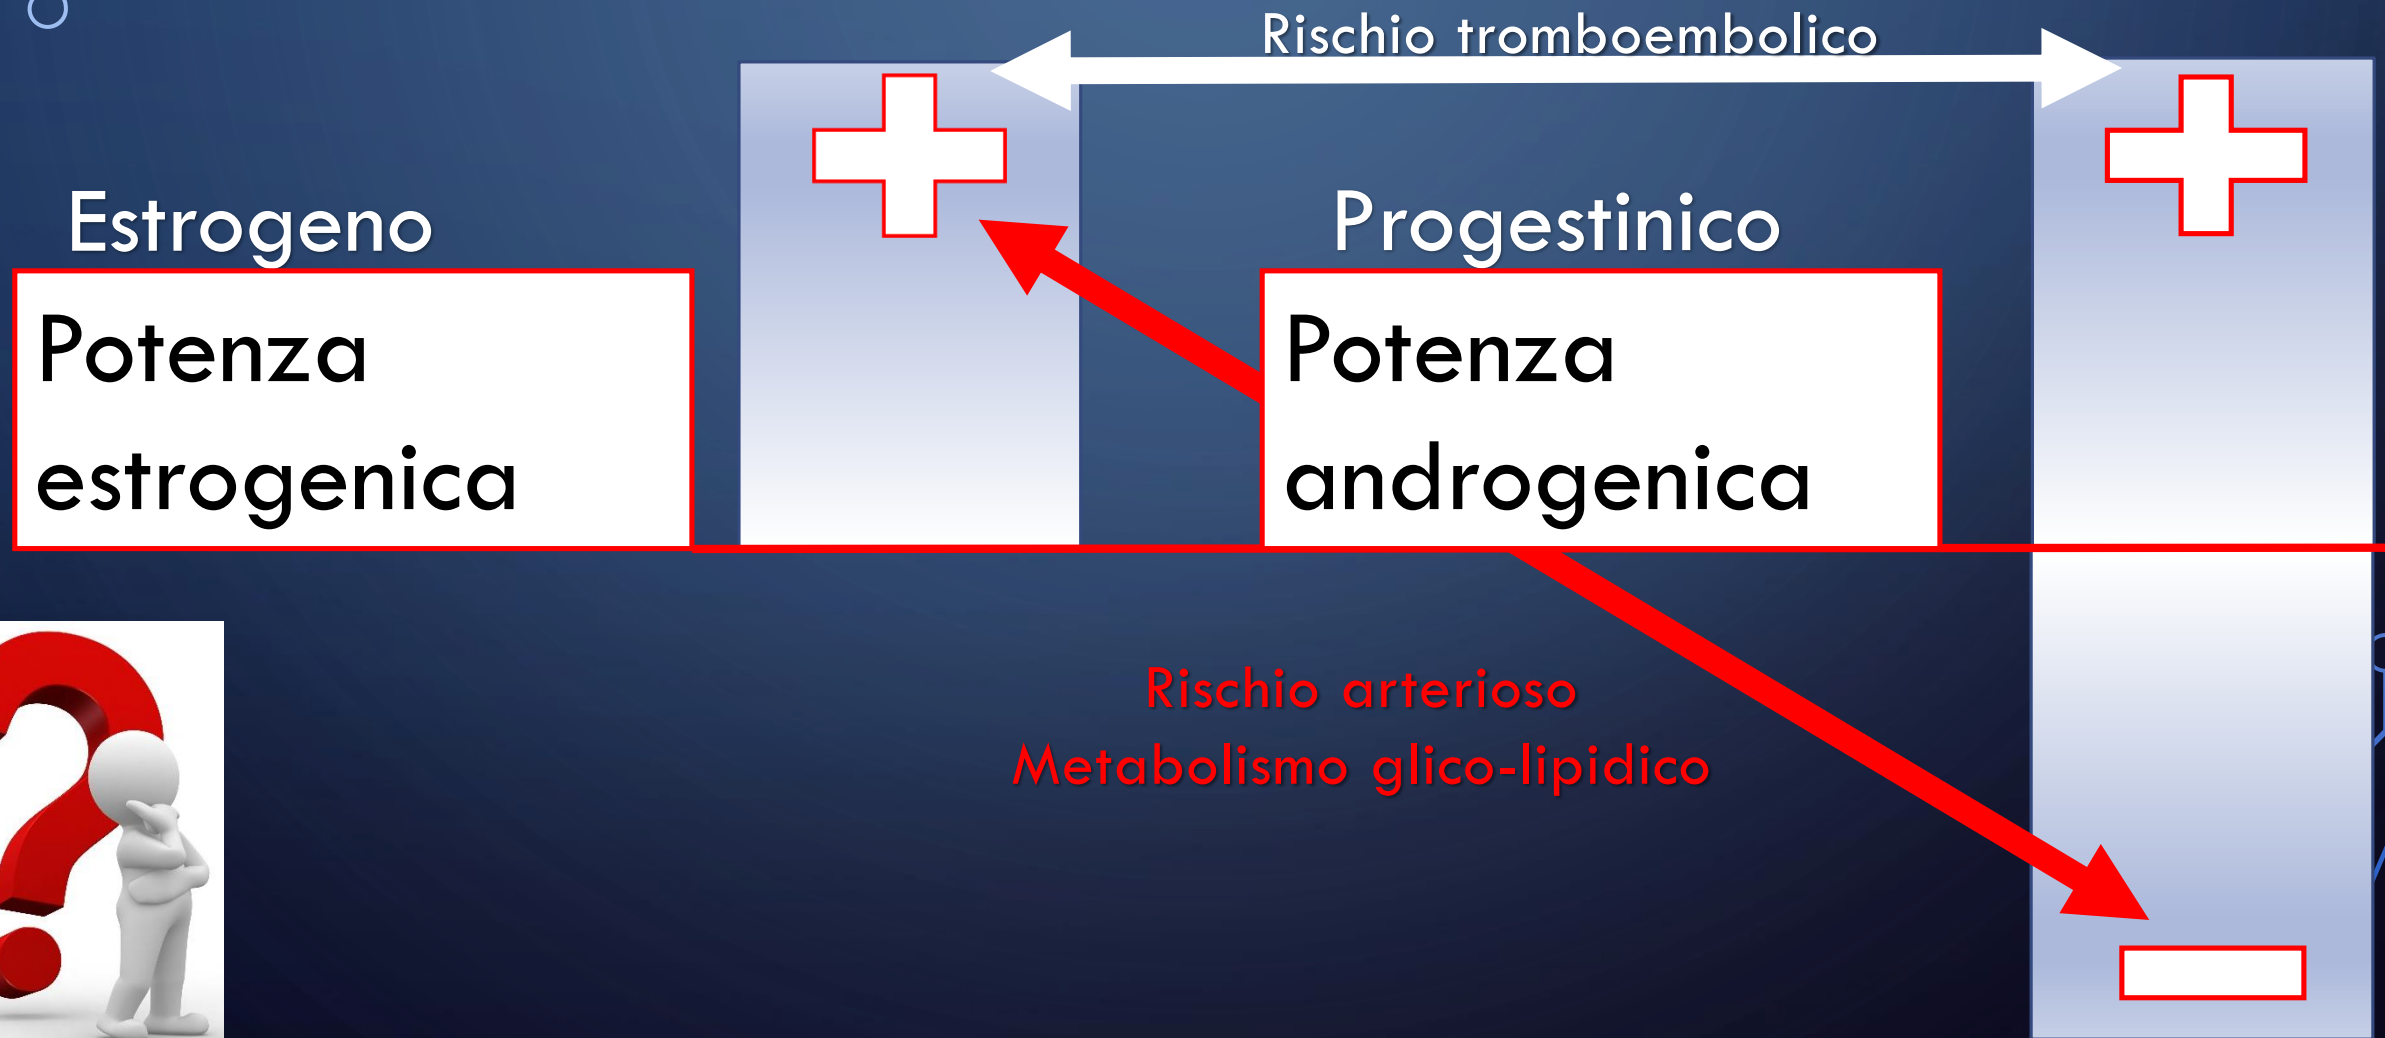 Rischio tromboembolico
Estrogeno
Potenza
estrogenica
Progestinico
Potenza
androgenica
Rischio arterioso
Metabolismo glico-lipidico